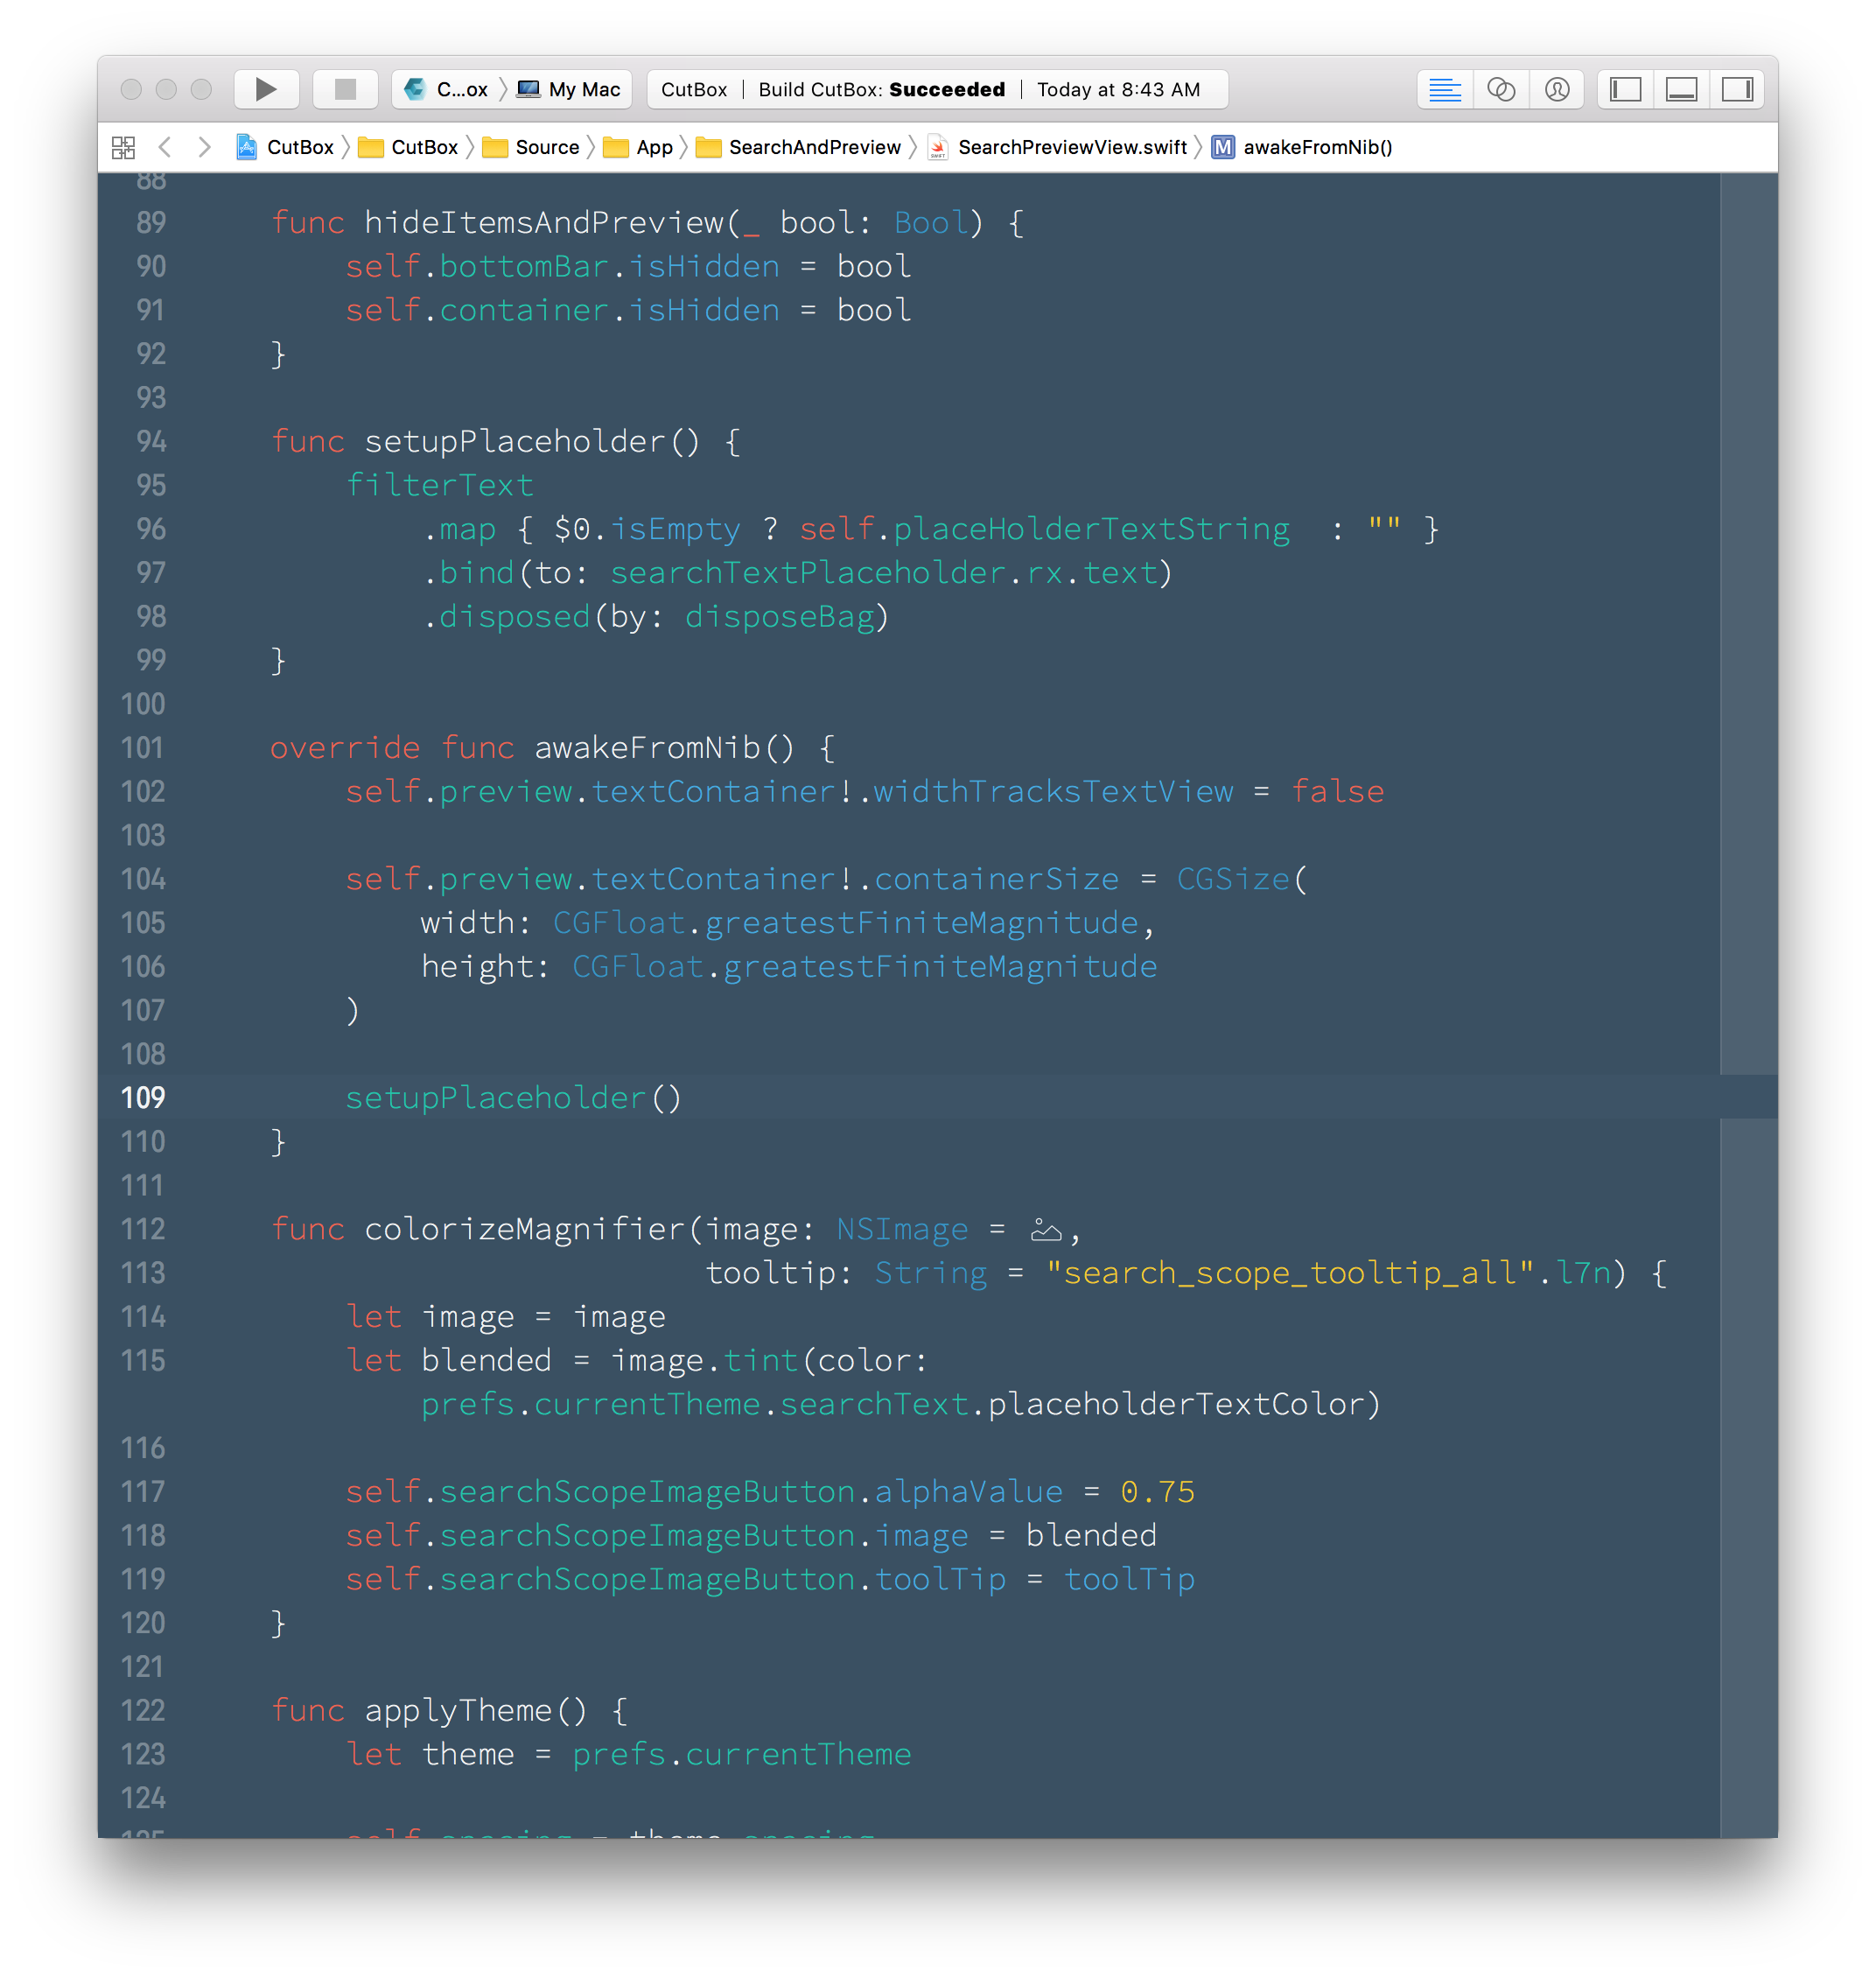 C...ox My Mac CutBox | Build CutBox: Succeeded | Today at 8:43 AM
CutBox CutBox Source App SearchAndPreview SearchPreviewView.swift M awakeFromNib()
88
89 func hideItemsAndPreview(_ bool: Bool) {
90 self.bottomBar.isHidden = bool
91 self.container.isHidden = bool
92 }
93
94 func setupPlaceholder() {
95 filterText
96 .map { $0.isEmpty ? self.placeHolderTextString  : "" }
97 .bind(to: searchTextPlaceholder.rx.text)
98 .disposed(by: disposeBag)
99 }
100
101 override func awakeFromNib() {
102 self.preview.textContainer!.widthTracksTextView = false
103
104 self.preview.textContainer!.containerSize = CGSize(
105 width: CGFloat.greatestFiniteMagnitude,
106 height: CGFloat.greatestFiniteMagnitude
107 )
108
109 setupPlaceholder()
110 }
111
112 func colorizeMagnifier(image: NSImage = ,
113 tooltip: String = "search_scope_tooltip_all".l7n) {
114 let image = image
115 let blended = image.tint(color:
prefs.currentTheme.searchText.placeholderTextColor)
116
117 self.searchScopeImageButton.alphaValue = 0.75
118 self.searchScopeImageButton.image = blended
119 self.searchScopeImageButton.toolTip = toolTip
120 }
121
122 func applyTheme() {
123 let theme = prefs.currentTheme
124
125 self.spacing = theme.spacing